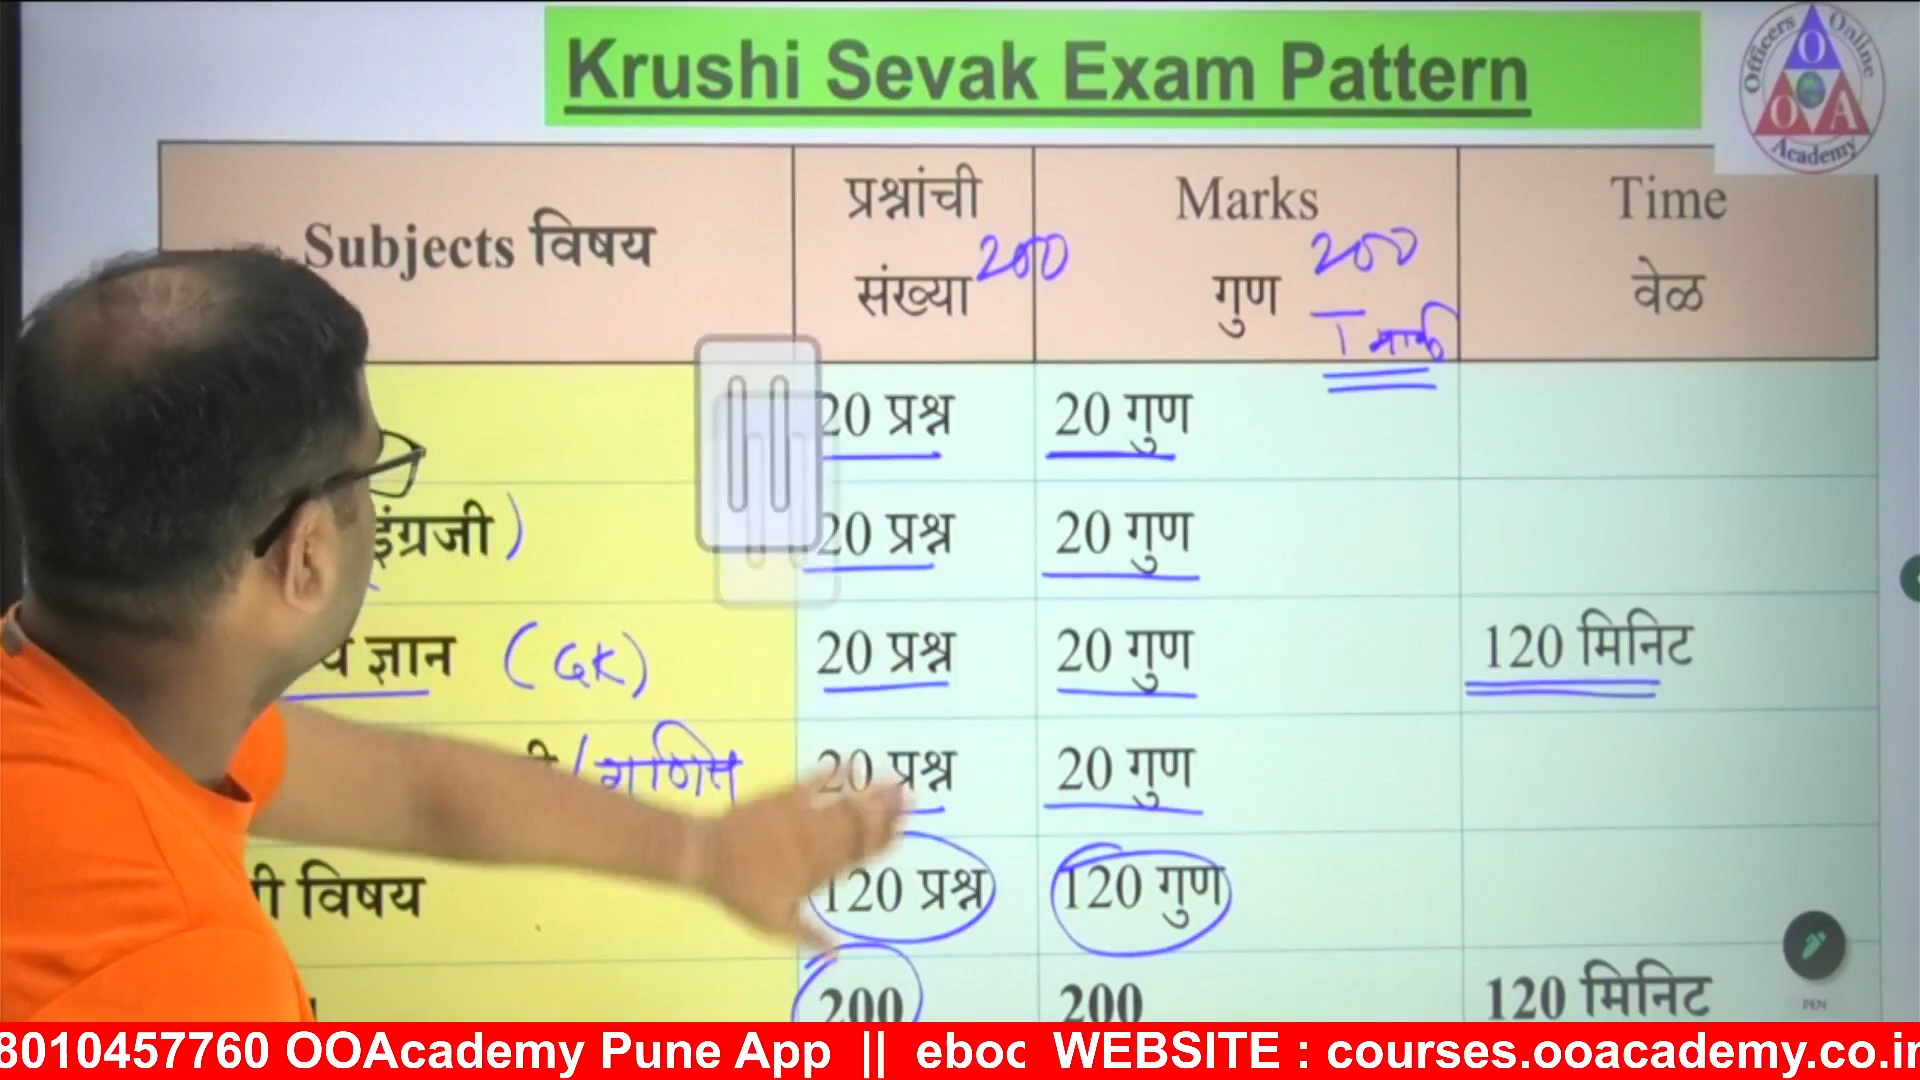 Krushi Sevak Exam Pattern
Officers Online Academy
O O A
Subjects विषय
प्रश्नांची संख्या 200
Marks गुण 200
Time वेळ
20 प्रश्न 20 गुण
इंग्रजी) 20 प्रश्न 20 गुण
ज्ञान (GK) 20 प्रश्न 20 गुण 120 मिनिट
/गणित 20 प्रश्न 20 गुण
विषय 120 प्रश्न 120 गुण
200 200 120 मिनिट
PEN
8010457760 OOAcademy Pune App || WEBSITE : courses.ooacademy.co.in